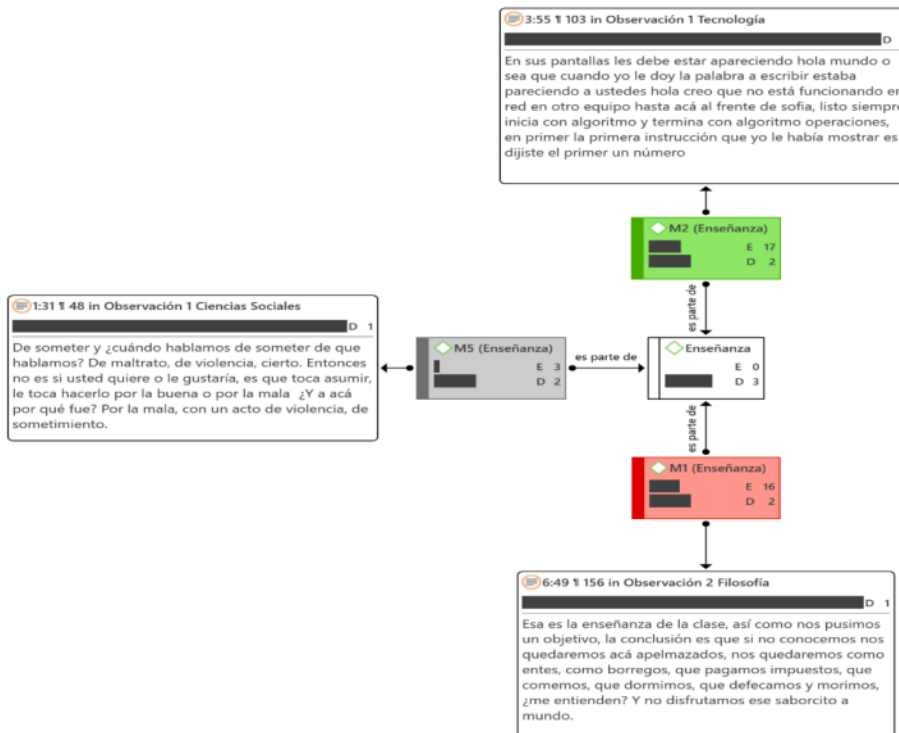 3:55 ¶ 103 in Observación 1 Tecnología
D
En sus pantallas les debe estar apareciendo hola mundo o
sea que cuando yo le doy la palabra a escribir estaba
pareciendo a ustedes hola creo que no está funcionando en
red en otro equipo hasta acá al frente de sofia, listo siempre
inicia con algoritmo y termina con algoritmo operaciones,
en primer la primera instrucción que yo le había mostrar es
dijiste el primer un número
M2 (Enseñanza)
E 17
D 2
es parte de
1:31 ¶ 48 in Observación 1 Ciencias Sociales
D 1
De someter y ¿cuándo hablamos de someter de que
hablamos? De maltrato, de violencia, cierto. Entonces
no es si usted quiere o le gustaría, es que toca asumir,
le toca hacerlo por la buena o por la mala ¿Y a acá
por qué fue? Por la mala, con un acto de violencia, de
sometimiento.
M5 (Enseñanza)
E 3
D 2
es parte de
Enseñanza
E 0
D 3
es parte de
M1 (Enseñanza)
E 16
D 2
6:49 ¶ 156 in Observación 2 Filosofía
D 1
Esa es la enseñanza de la clase, así como nos pusimos
un objetivo, la conclusión es que si no conocemos nos
quedaremos acá apelmazados, nos quedaremos como
entes, como borregos, que pagamos impuestos, que
comemos, que dormimos, que defecamos y morimos,
¿me entienden? Y no disfrutamos ese saborcito a
mundo.